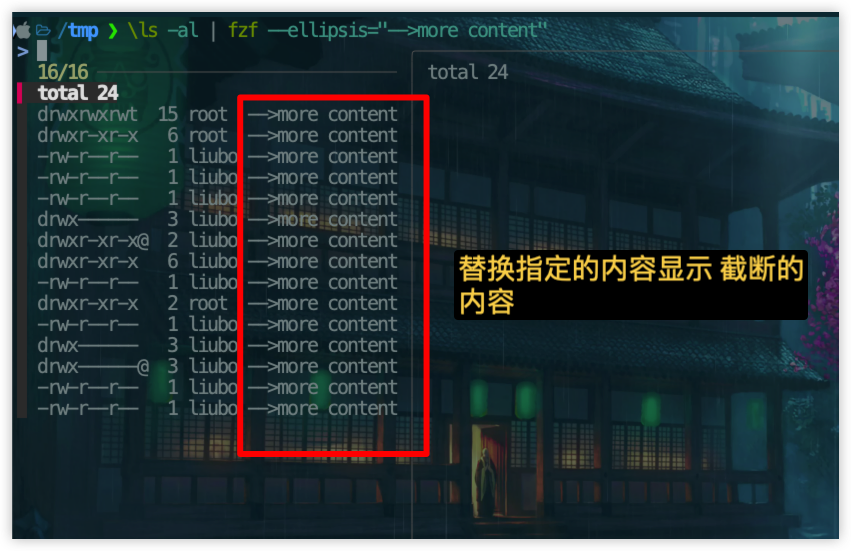 /tmp ❯ \ls -al | fzf --ellipsis="-->more content"
>
16/16
total 24
total 24
drwxrwxrwt 15 root -->more content
drwxr-xr-x 6 root -->more content
-rw-r--r-- 1 liubo -->more content
-rw-r--r-- 1 liubo -->more content
-rw-r--r-- 1 liubo -->more content
drwx------ 3 liubo -->more content
drwxr-xr-x@ 2 liubo -->more content
drwxr-xr-x 6 liubo -->more content
-rw-r--r-- 1 liubo -->more content
drwxr-xr-x 2 root -->more content
-rw-r--r-- 1 liubo -->more content
drwx------ 3 liubo -->more content
drwx------@ 3 liubo -->more content
-rw-r--r-- 1 liubo -->more content
-rw-r--r-- 1 liubo -->more content
替换指定的内容显示 截断的
内容